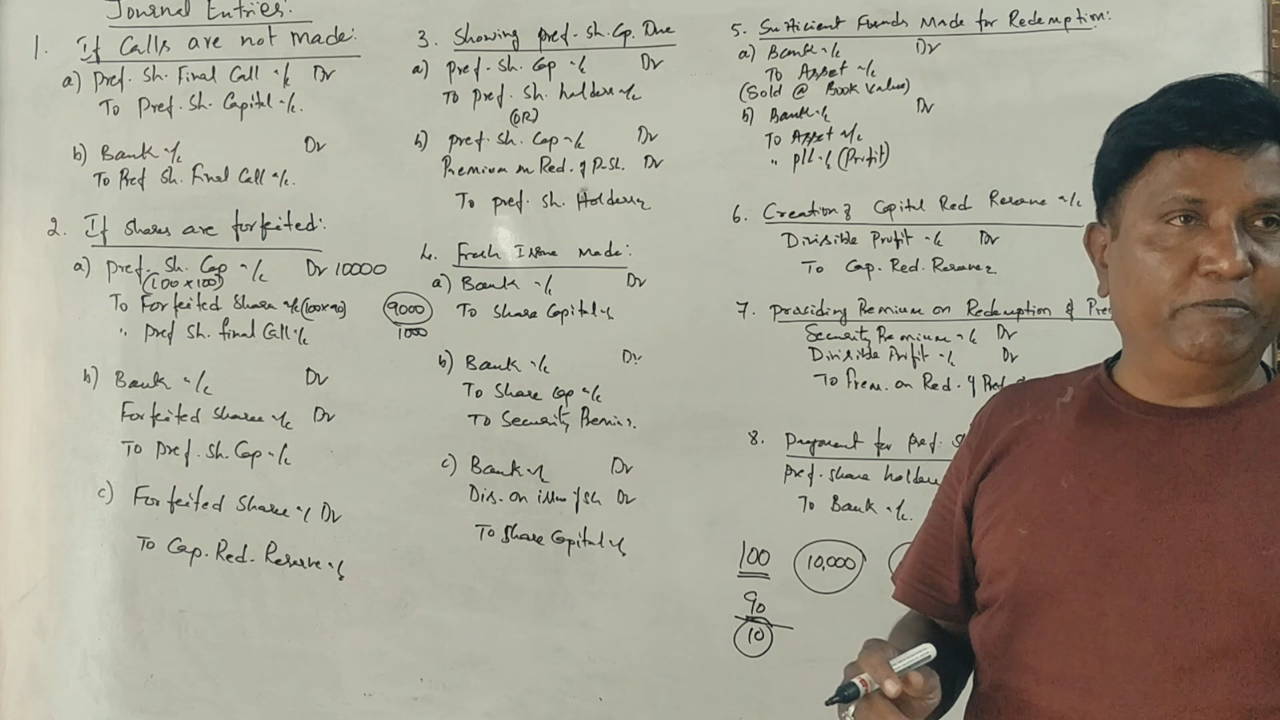 Journal Entries:
1. If Calls are not made:
a) Pref. Sh. Final Call a/c Dr
To Pref. Sh. Capital a/c.
b) Bank a/c Dr
To Pref Sh. Final Call a/c.
2. If shares are forfeited:
a) Pref. Sh. Cap a/c Dr 10000
(100x100)
To Forfeited Share a/c (100x90) 9000
" Pref sh. final Call a/c 1000
b) Bank a/c Dr
Forfeited Shares a/c Dr
To Pref. Sh. Cap a/c
c) Forfeited Share a/c Dr
To Cap. Red. Reserve a/c
3. Showing pref. sh. Cp. Due
a) Pref. Sh. Cap a/c Dr
To pref. Sh. holders a/c
(OR)
b) pref. Sh. Cap a/c Dr
Premium on Red. of P. Sh. Dr
To pref. Sh. Holders
4. Fresh Issue Made:
a) Bank a/c Dr
To Share Capital a/c
b) Bank a/c Dr
To Share Cap a/c
To Security
c) Bank a/c Dr
Dis. on issue of sh Dr
To Share Capital a/c
5. Sufficient Funds Made for Redemption:
a) Bank a/c Dr
To Asset a/c
(Sold @ Book Value)
b) Bank a/c Dr
To Asset a/c
" P/L a/c (Profit)
6. Creation of Capital Red Reserve a/c
Divisible Profit a/c Dr
To Cap. Red. Reserve
7. Providing Premium on Redemption of
Security Premium a/c Dr
Divisible Profit a/c Dr
To Prem. on Red. of Pref
8. Payment for pref. S
pref. share holde
To Bank a/c.
100 10,000
90
10